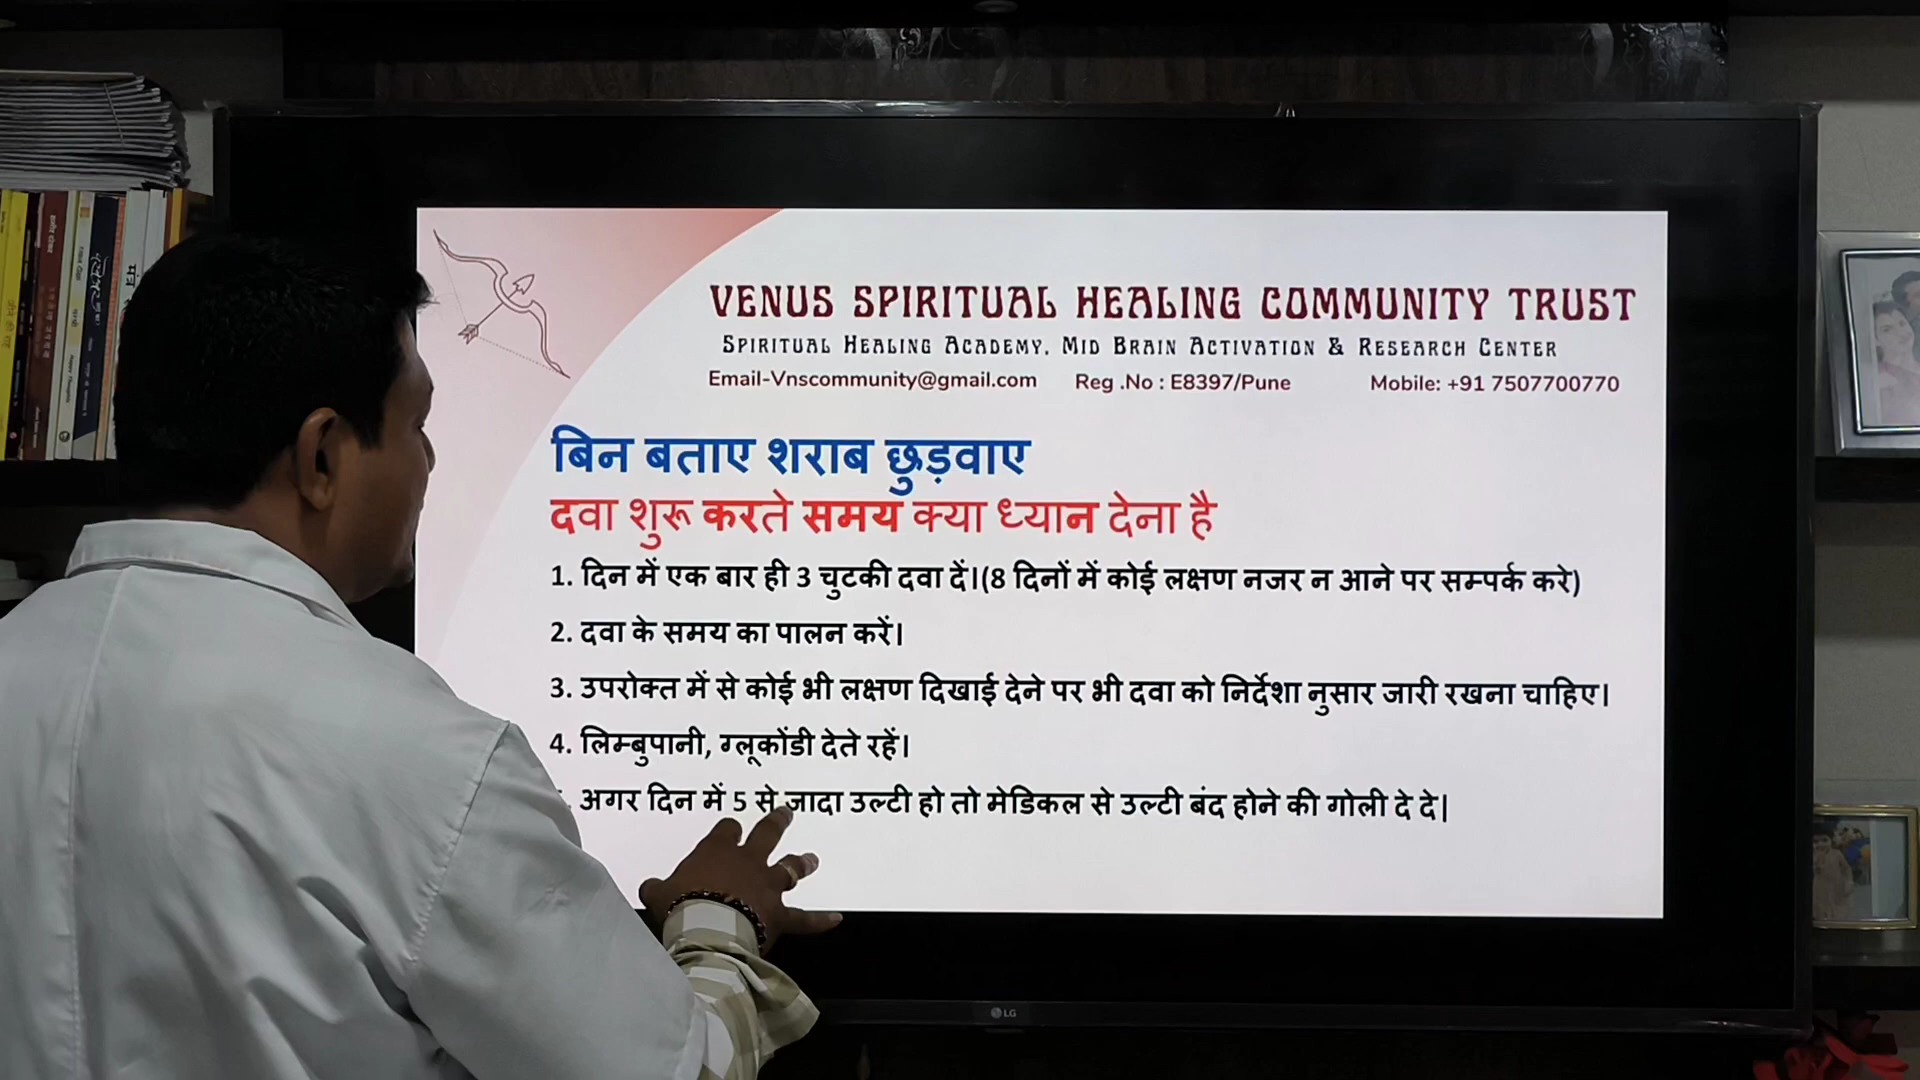 VENUS SPIRITUAL HEALING COMMUNITY TRUST
SPIRITUAL HEALING ACADEMY. MID BRAIN ACTIVATION & RESEARCH CENTER
Email-Vnscommunity@gmail.com Reg .No : E8397/Pune Mobile: +91 7507700770
बिन बताए शराब छुड़वाए
दवा शुरू करते समय क्या ध्यान देना है
1. दिन में एक बार ही 3 चुटकी दवा दें।(8 दिनों में कोई लक्षण नजर न आने पर सम्पर्क करे)
2. दवा के समय का पालन करें।
3. उपरोक्त में से कोई भी लक्षण दिखाई देने पर भी दवा को निर्देशा नुसार जारी रखना चाहिए।
4. लिम्बुपानी, ग्लूकोंडी देते रहें।
अगर दिन में 5 से जादा उल्टी हो तो मेडिकल से उल्टी बंद होने की गोली दे दे|
LG